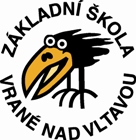 ZÁKLADNÍ ŠKOLA
VRANÉ NAD VLTAVOU